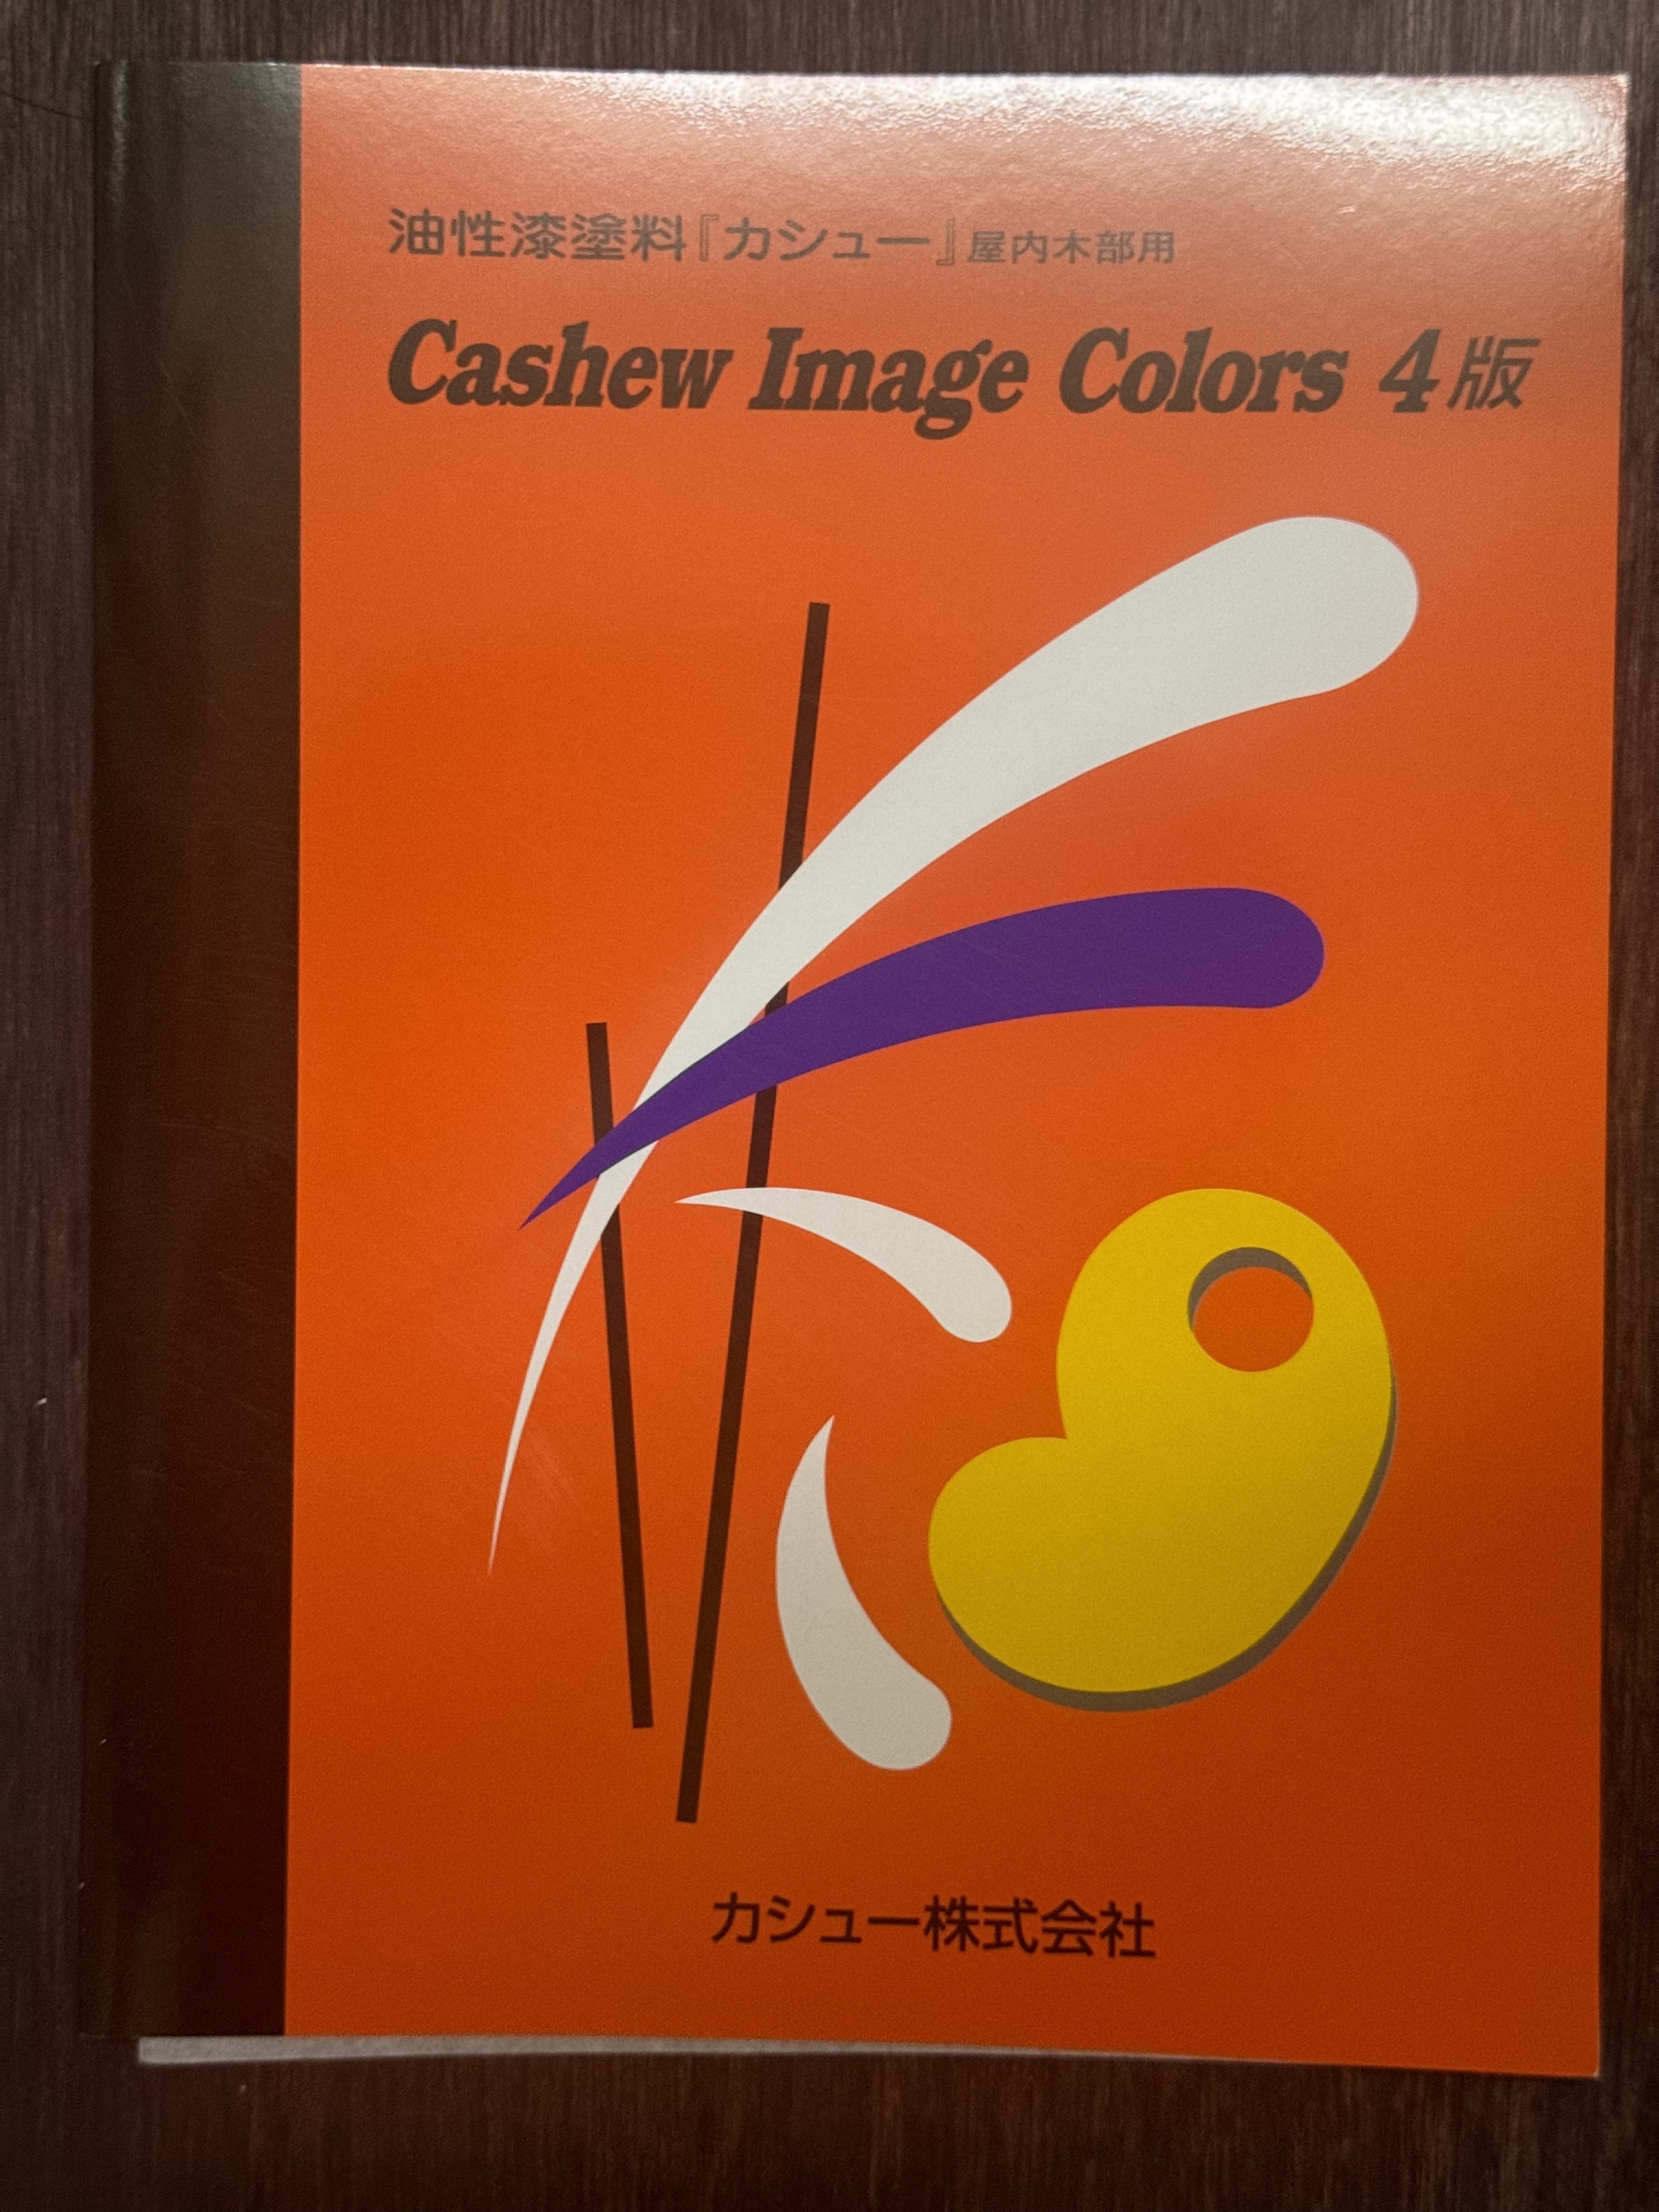 油性漆塗料『カシュー』屋内木部用
Cashew Image Colors 4版
カシュー株式会社